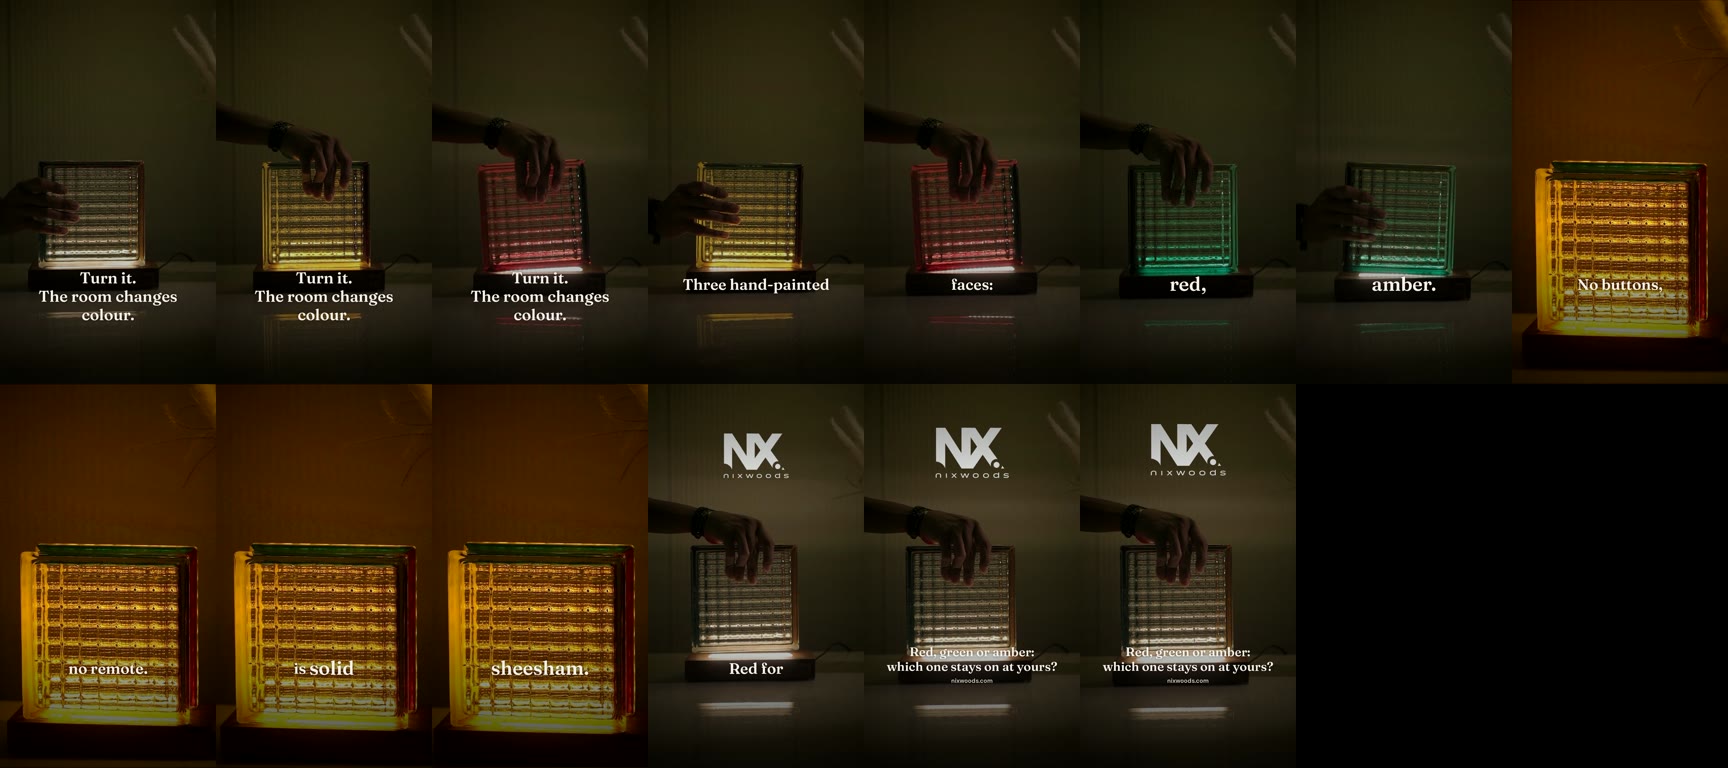 Turn it.
The room changes
colour.
Turn it.
The room changes
colour.
Turn it.
The room changes
colour.
Three hand-painted
faces:
red,
amber.
No buttons,
no remote.
is solid
sheesham.
NX.
nixwoods
Red for
NX.
nixwoods
Red, green or amber:
which one stays on at yours?
nixwoods.com
NX.
nixwoods
Red, green or amber:
which one stays on at yours?
nixwoods.com